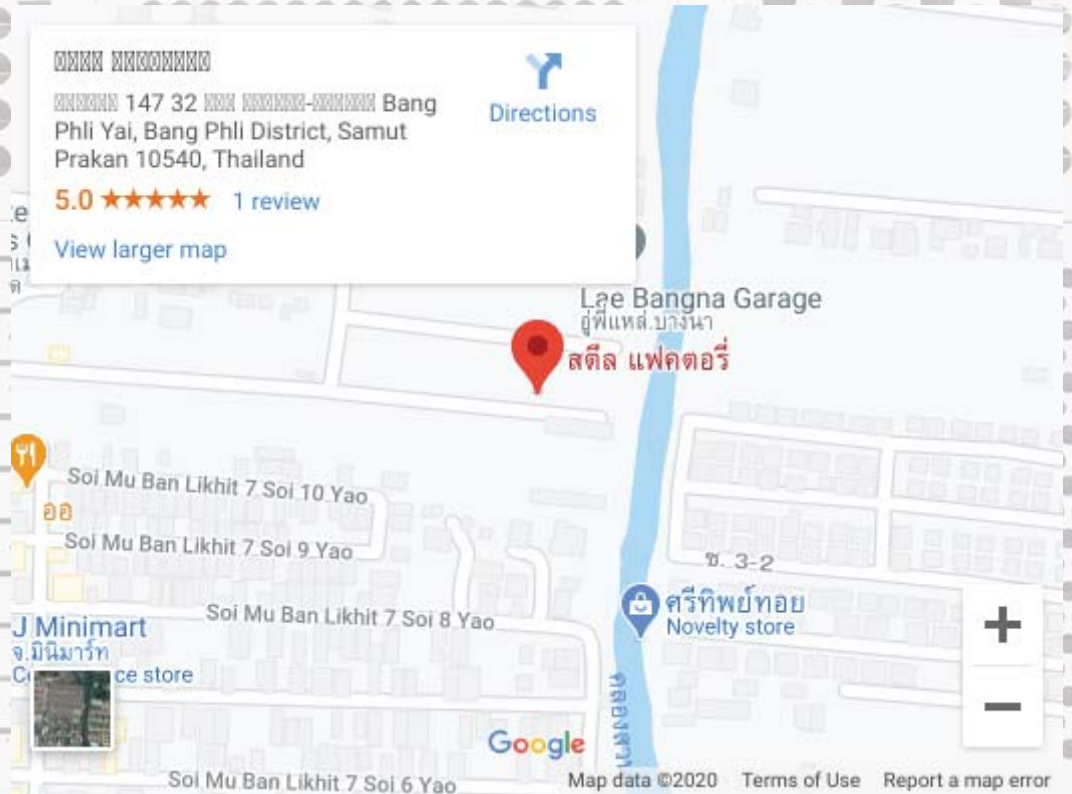 147 32 Bang
Phli Yai, Bang Phli District, Samut
Prakan 10540, Thailand
5.0 ★★★★★ 1 review
View larger map
Directions
Lae Bangna Garage
อู่พี่แหล่.บางนา
สตีล แฟคตอรี่
Soi Mu Ban Likhit 7 Soi 10 Yao
ออ
Soi Mu Ban Likhit 7 Soi 9 Yao
ซ. 3-2
Soi Mu Ban Likhit 7 Soi 8 Yao
ศรีทิพย์ทอย
Novelty store
J Minimart
จ.มินิมาร์ท
ce store
+
−
Google
Soi Mu Ban Likhit 7 Soi 6 Yao
Map data ©2020 Terms of Use Report a map error